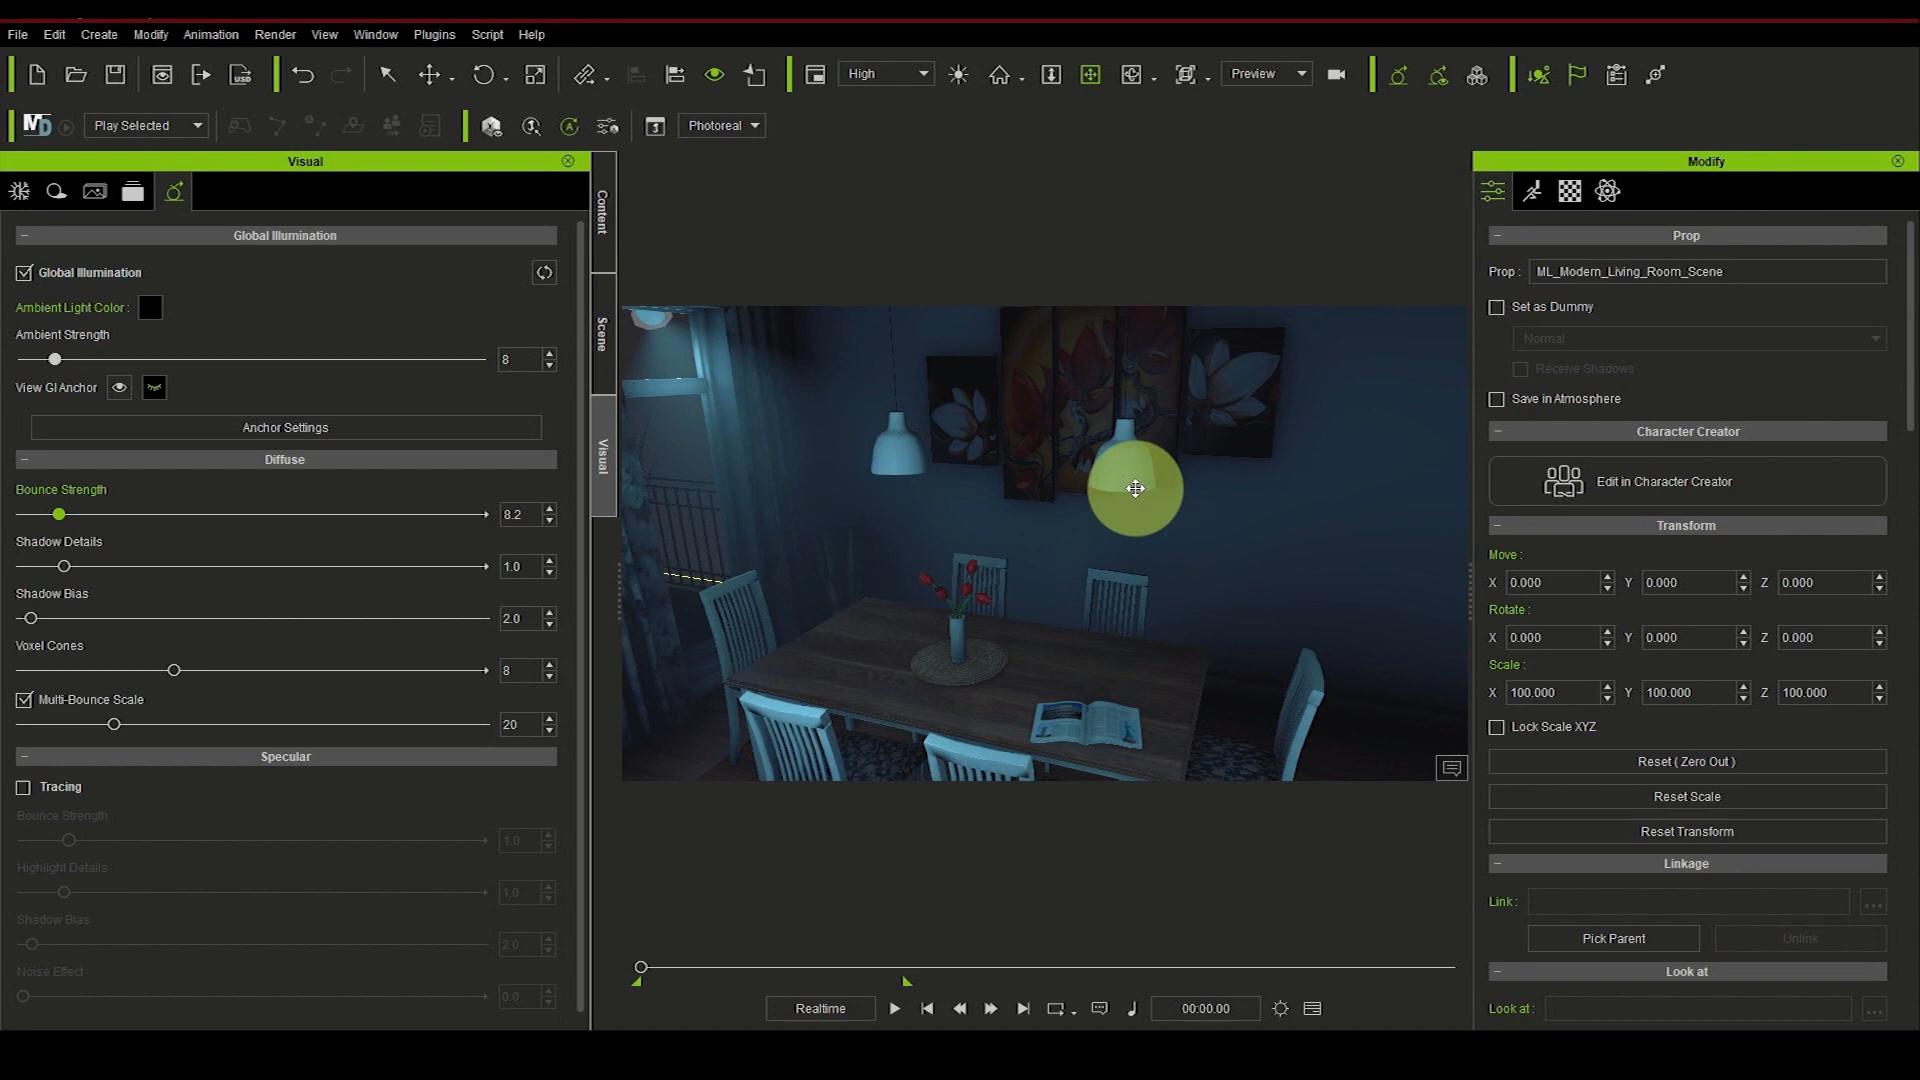 File Edit Create Modify Animation Render View Window Plugins Script Help
USD High Preview
MD Play Selected A Photoreal
Visual
Content
Scene
Visual
Global Illumination
Global Illumination
Ambient Light Color :
Ambient Strength
8
View GI Anchor
Anchor Settings
Diffuse
Bounce Strength
8.2
Shadow Details
1.0
Shadow Bias
2.0
Voxel Cones
8
Multi-Bounce Scale
20
Specular
Tracing
Bounce Strength
1.0
Highlight Details
1.0
Shadow Bias
2.0
Noise Effect
0.0
Realtime 00:00.00
Modify
Prop
Prop : ML_Modern_Living_Room_Scene
Set as Dummy
Normal
Receive Shadows
Save in Atmosphere
Character Creator
Edit in Character Creator
Transform
Move :
X 0.000 Y 0.000 Z 0.000
Rotate :
X 0.000 Y 0.000 Z 0.000
Scale :
X 100.000 Y 100.000 Z 100.000
Lock Scale XYZ
Reset ( Zero Out )
Reset Scale
Reset Transform
Linkage
Link : ...
Pick Parent Unlink
Look at
Look at : ...